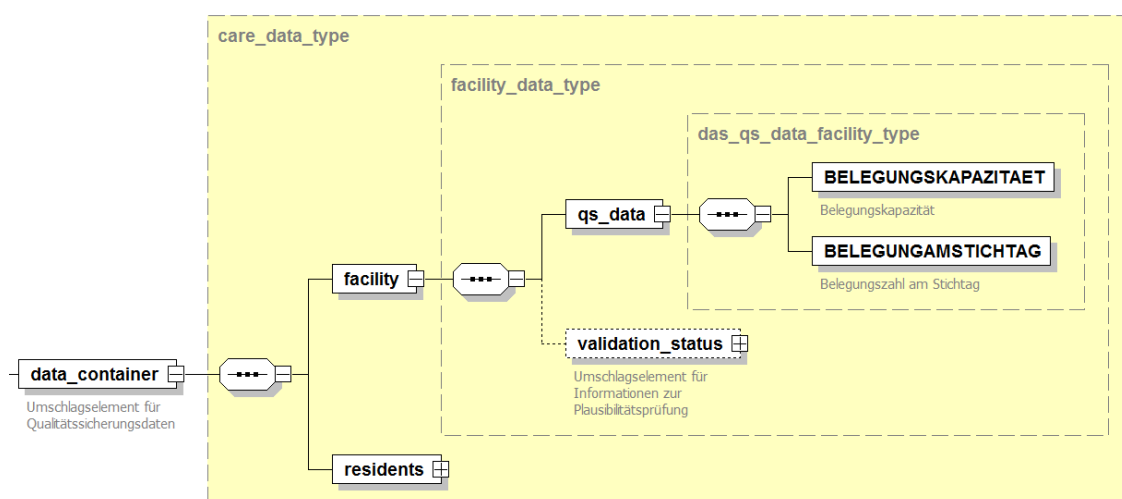 care_data_type
facility_data_type
das_qs_data_facility_type
BELEGUNGSKAPAZITAET
Belegungskapazität
qs_data
BELEGUNGAMSTICHTAG
Belegungszahl am Stichtag
facility
validation_status
Umschlagselement für
Informationen zur
Plausibilitätsprüfung
data_container
Umschlagselement für
Qualitätssicherungsdaten
residents